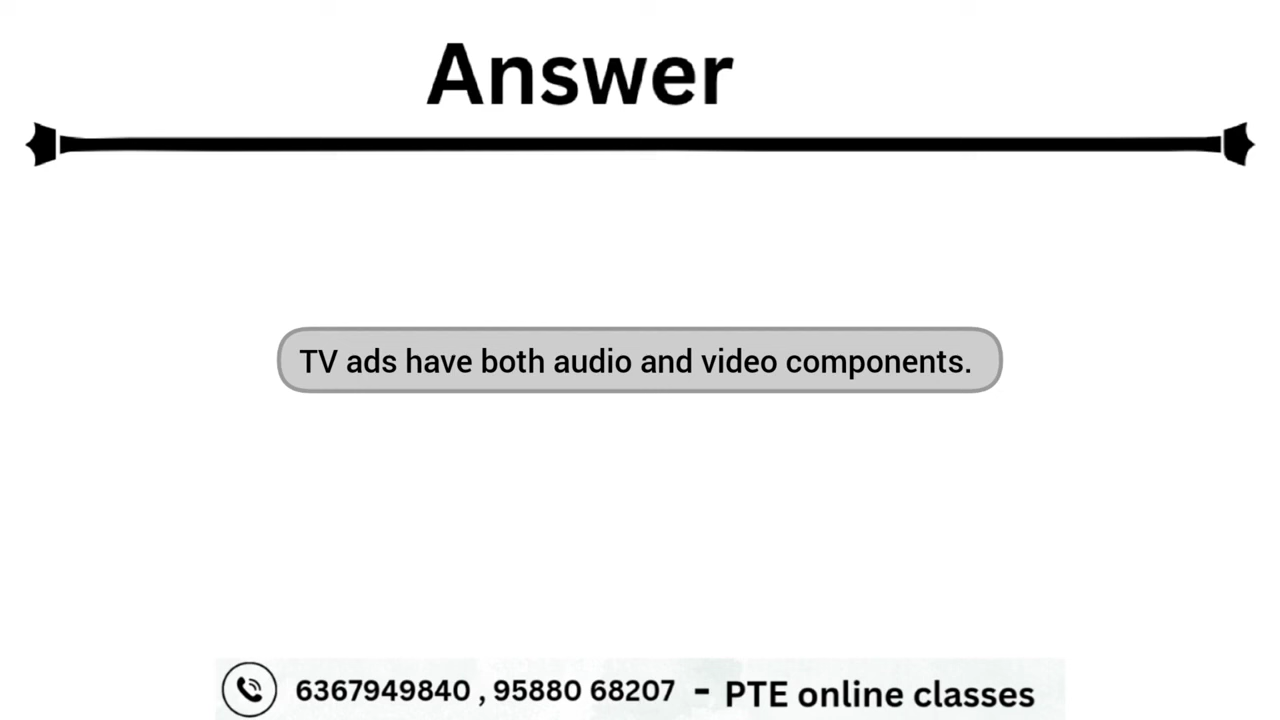 Answer
TV ads have both audio and video components.
6367949840 , 95880 68207 - PTE online classes